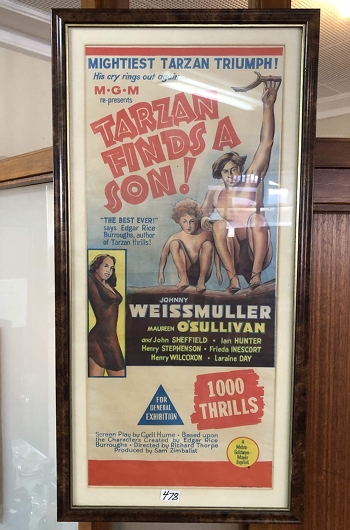 MIGHTIEST TARZAN TRIUMPH!
His cry rings out again
M·G·M
re-presents
TARZAN
FINDS A
SON!
"THE BEST EVER!"
says Edgar Rice
Burroughs, author
of Tarzan thrills!
JOHNNY
WEISSMULLER
MAUREEN O'SULLIVAN
and John SHEFFIELD • Ian HUNTER
Henry STEPHENSON • Frieda INESCORT
Henry WILCOXON • Laraine DAY
FOR
GENERAL
EXHIBITION
1000
THRILLS
Screen Play by Cyril Hume • Based upon
the Characters Created by Edgar Rice
Burroughs • Directed by Richard Thorpe
Produced by Sam Zimbalist
A
Metro
Goldwyn
Mayer
Reprint
478